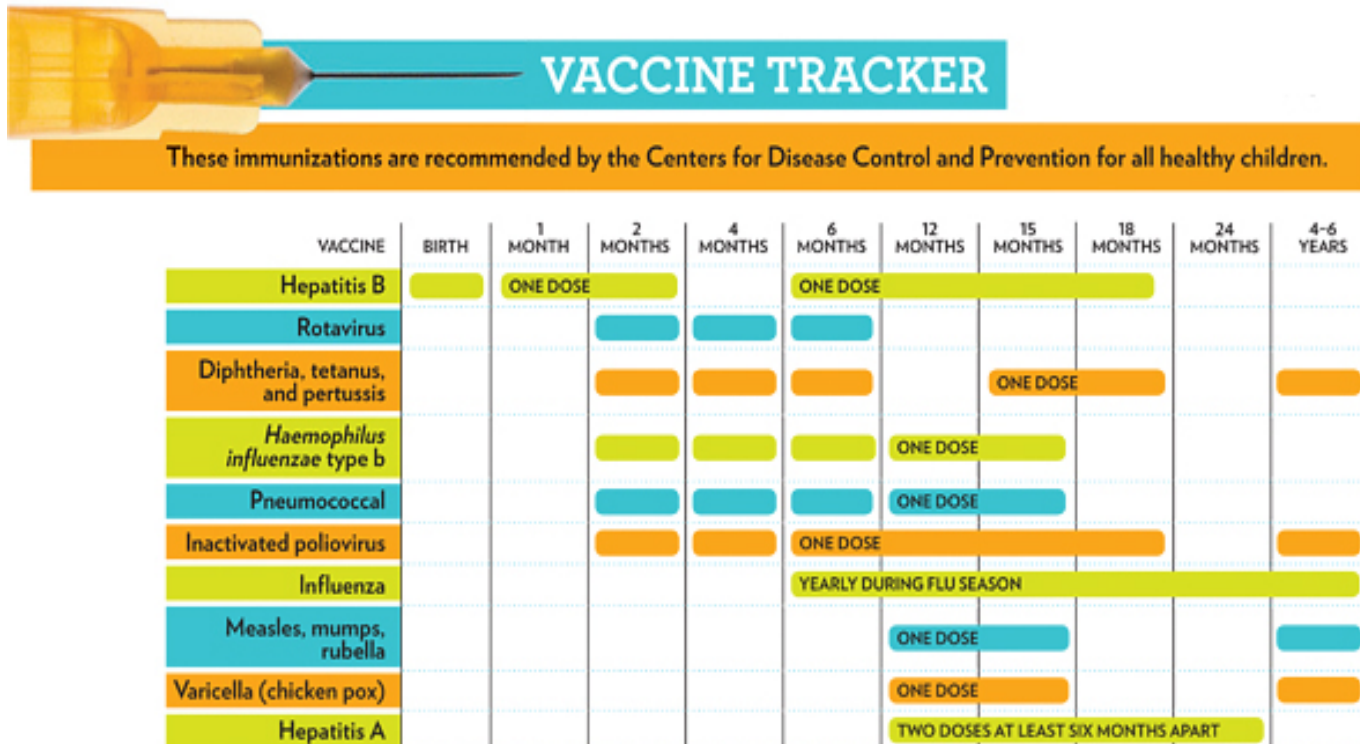 VACCINE TRACKER
These immunizations are recommended by the Centers for Disease Control and Prevention for all healthy children.
VACCINE BIRTH 1 MONTH 2 MONTHS 4 MONTHS 6 MONTHS 12 MONTHS 15 MONTHS 18 MONTHS 24 MONTHS 4-6 YEARS
Hepatitis B ONE DOSE ONE DOSE
Rotavirus
Diphtheria, tetanus,
and pertussis ONE DOSE
Haemophilus
influenzae type b ONE DOSE
Pneumococcal ONE DOSE
Inactivated poliovirus ONE DOSE
Influenza YEARLY DURING FLU SEASON
Measles, mumps,
rubella ONE DOSE
Varicella (chicken pox) ONE DOSE
Hepatitis A TWO DOSES AT LEAST SIX MONTHS APART